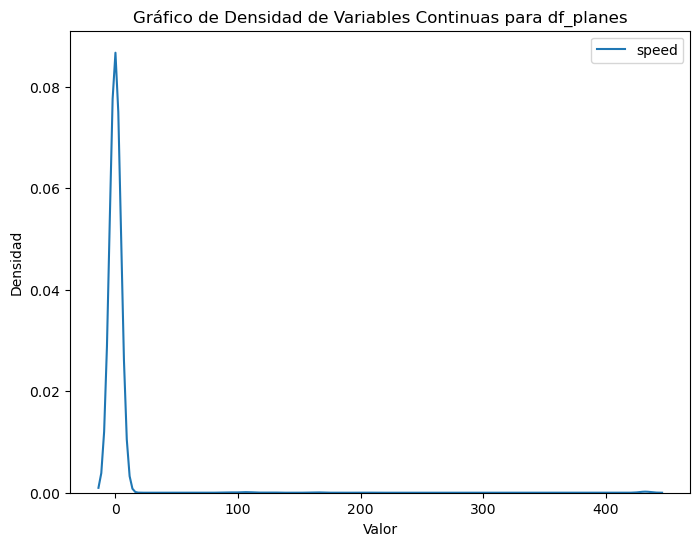 Gráfico de Densidad de Variables Continuas para df_planes
speed
0.08
0.06
0.04
0.02
0.00
Densidad
0
100
200
300
400
Valor